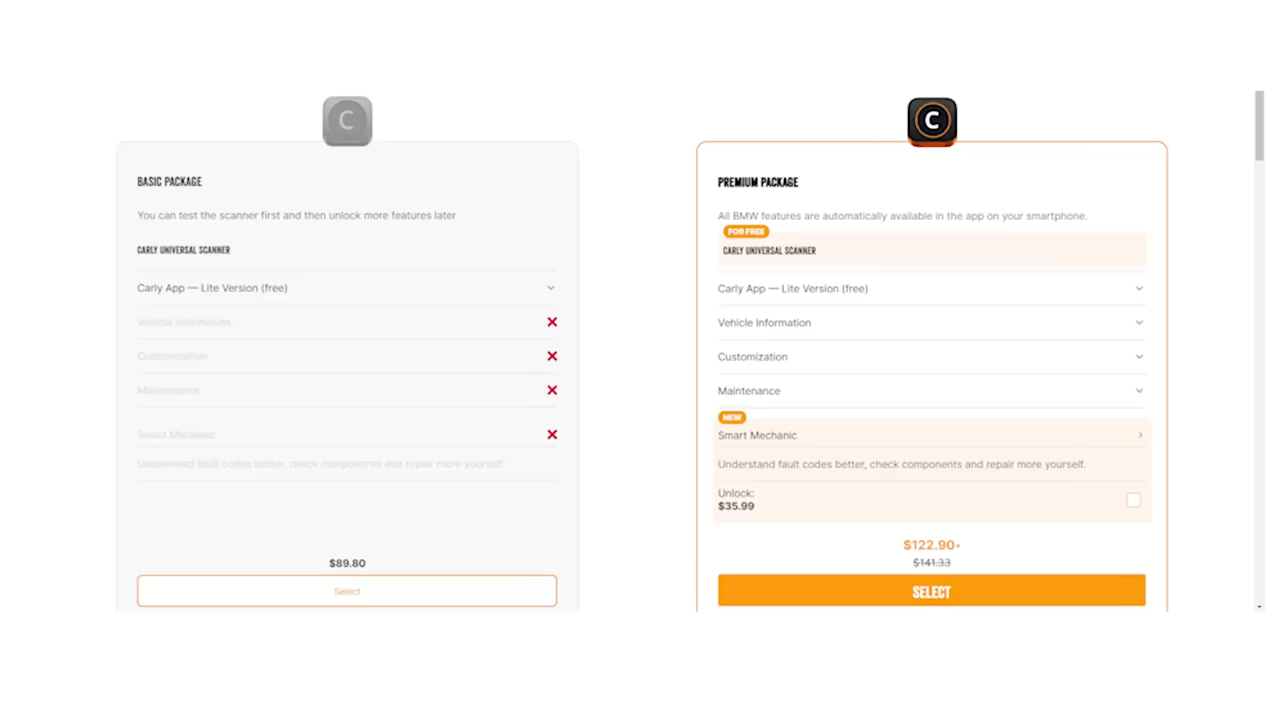 C
BASIC PACKAGE
You can test the scanner first and then unlock more features later
CARLY UNIVERSAL SCANNER
Carly App — Lite Version (free)
Vehicle Information
Customization
Maintenance
Smart Mechanic
Understand fault codes better, check components and repair more yourself.
$89.80
Select
C
PREMIUM PACKAGE
All BMW features are automatically available in the app on your smartphone.
FOR FREE
CARLY UNIVERSAL SCANNER
Carly App — Lite Version (free)
Vehicle Information
Customization
Maintenance
NEW
Smart Mechanic
Understand fault codes better, check components and repair more yourself.
Unlock:
$35.99
$122.90*
$141.33
SELECT